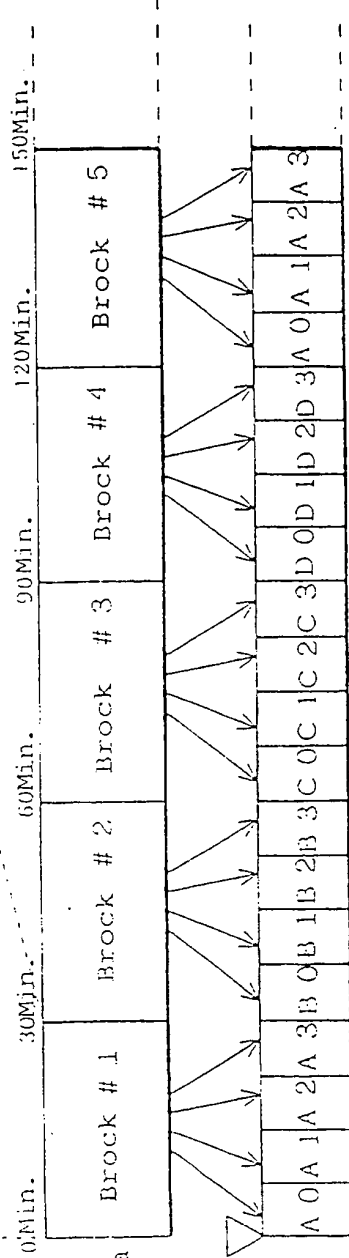 0Min. 30Min. 60Min. 90Min. 120Min. 150Min.
Brock # 1 Brock # 2 Brock # 3 Brock # 4 Brock # 5
a
A 0 A 1 A 2 A 3 B 0 B 1 B 2 B 3 C 0 C 1 C 2 C 3 D 0 D 1 D 2 D 3 A 0 A 1 A 2 A 3